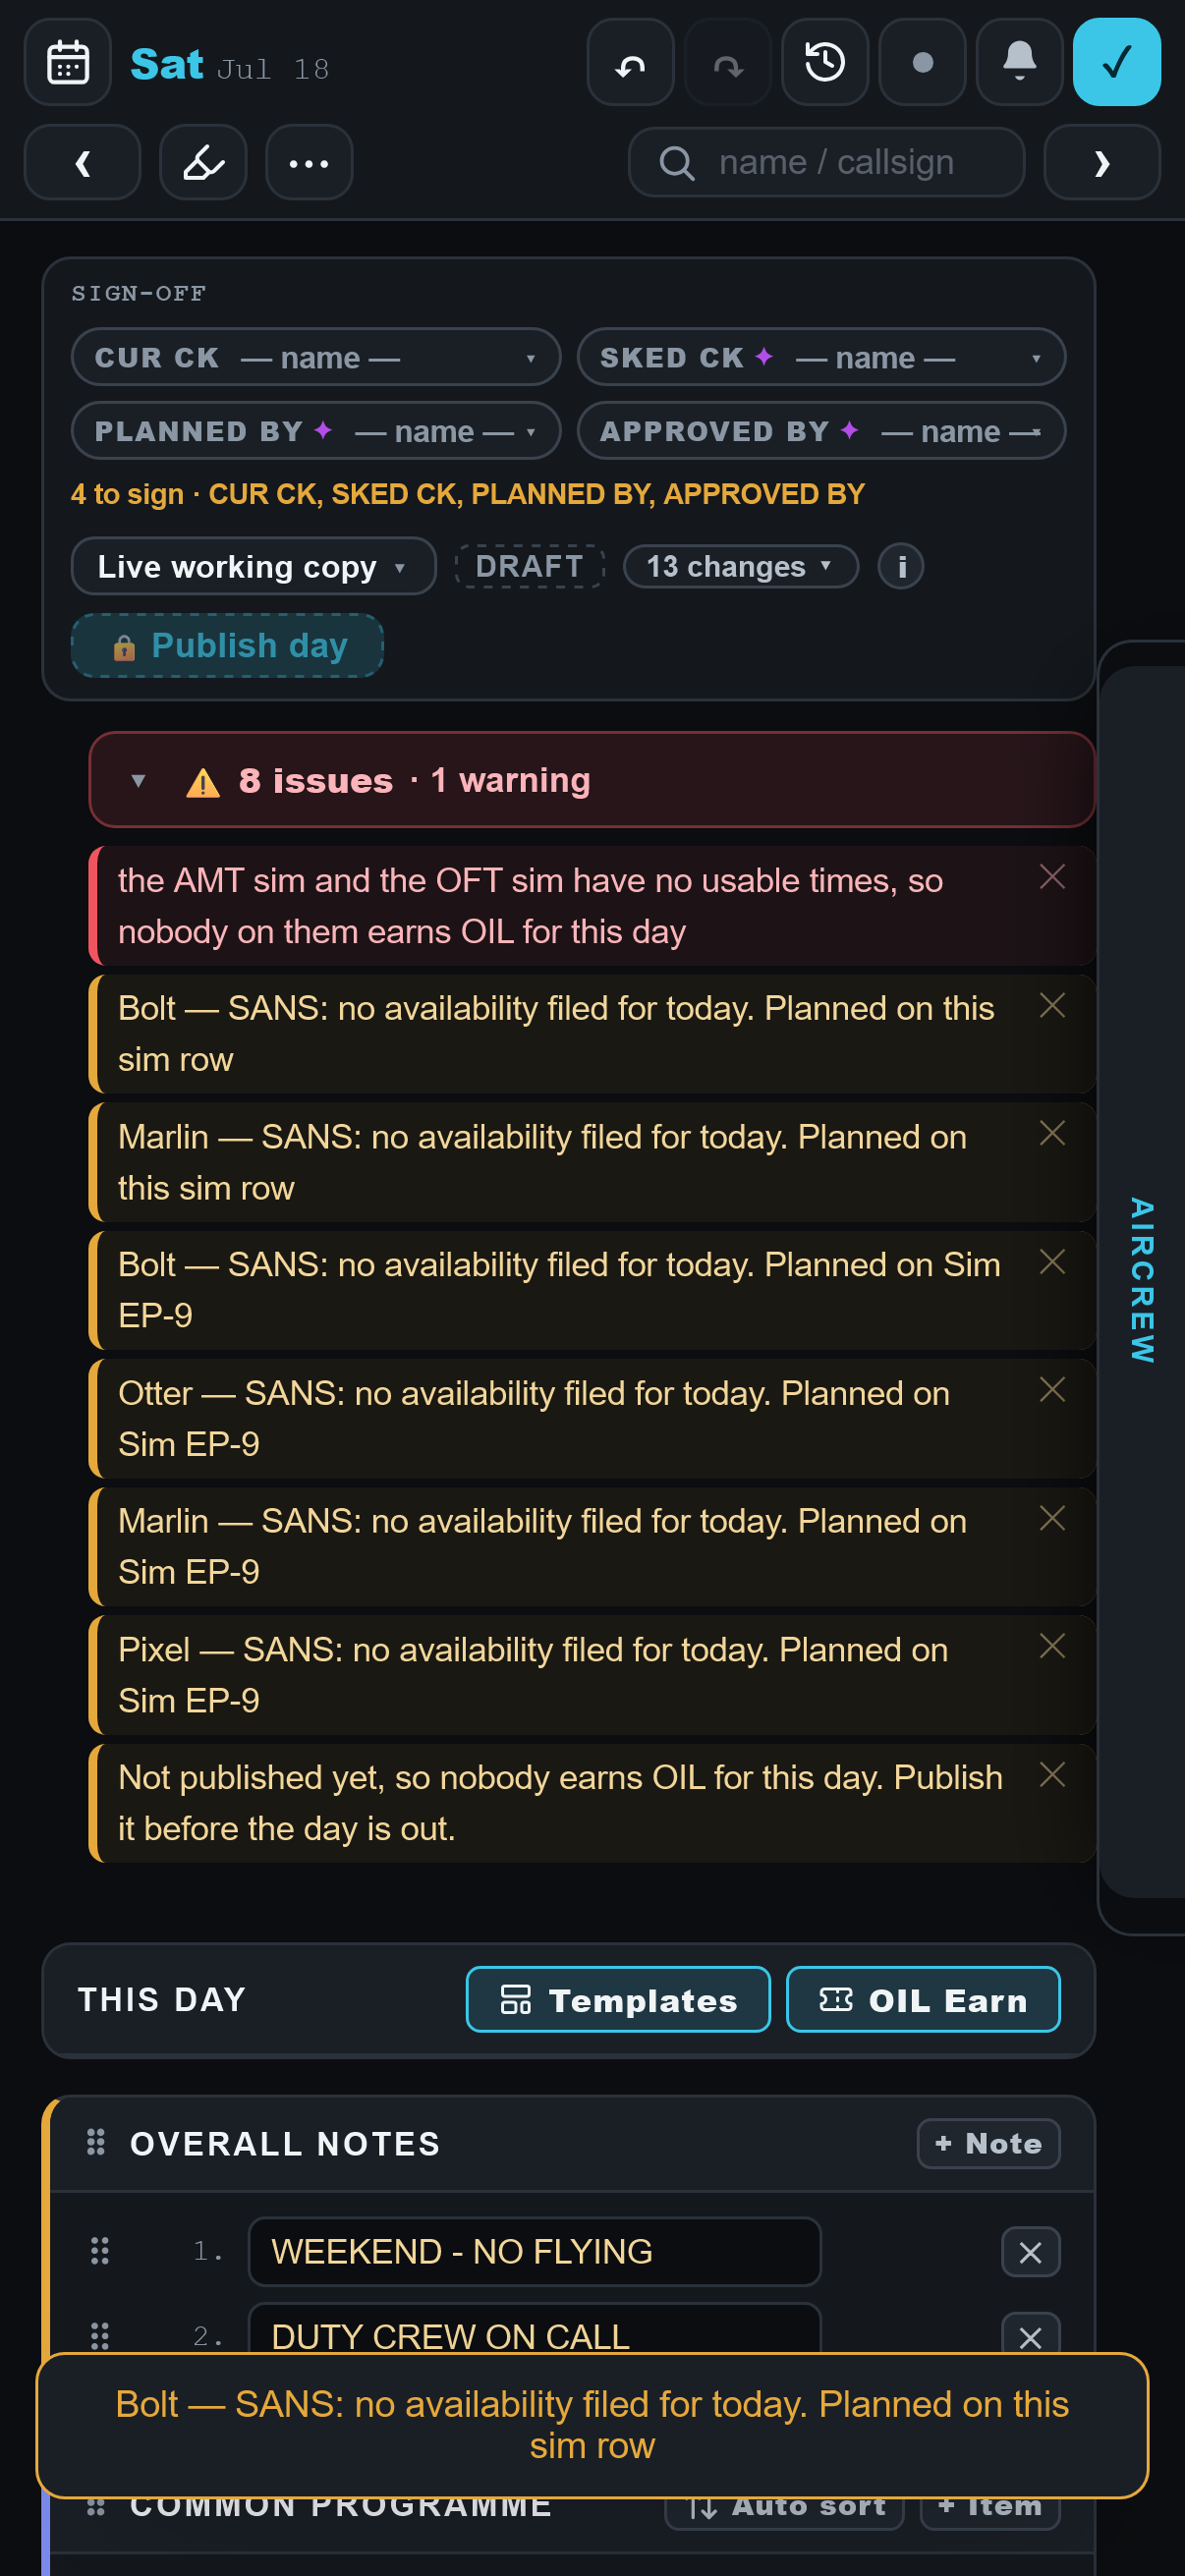 Sat Jul 18
name / callsign
SIGN-OFF
CUR CK — name —
SKED CK ✦ — name —
PLANNED BY ✦ — name —
APPROVED BY ✦ — name —
4 to sign · CUR CK, SKED CK, PLANNED BY, APPROVED BY
Live working copy
DRAFT
13 changes
i
Publish day
8 issues · 1 warning
the AMT sim and the OFT sim have no usable times, so
nobody on them earns OIL for this day
Bolt — SANS: no availability filed for today. Planned on this
sim row
Marlin — SANS: no availability filed for today. Planned on
this sim row
Bolt — SANS: no availability filed for today. Planned on Sim
EP-9
Otter — SANS: no availability filed for today. Planned on
Sim EP-9
Marlin — SANS: no availability filed for today. Planned on
Sim EP-9
Pixel — SANS: no availability filed for today. Planned on
Sim EP-9
Not published yet, so nobody earns OIL for this day. Publish
it before the day is out.
AIRCREW
THIS DAY
Templates
OIL Earn
OVERALL NOTES
+ Note
1. WEEKEND - NO FLYING
2. DUTY CREW ON CALL
Bolt — SANS: no availability filed for today. Planned on this
sim row
COMMON PROGRAMME
Auto sort
+ Item